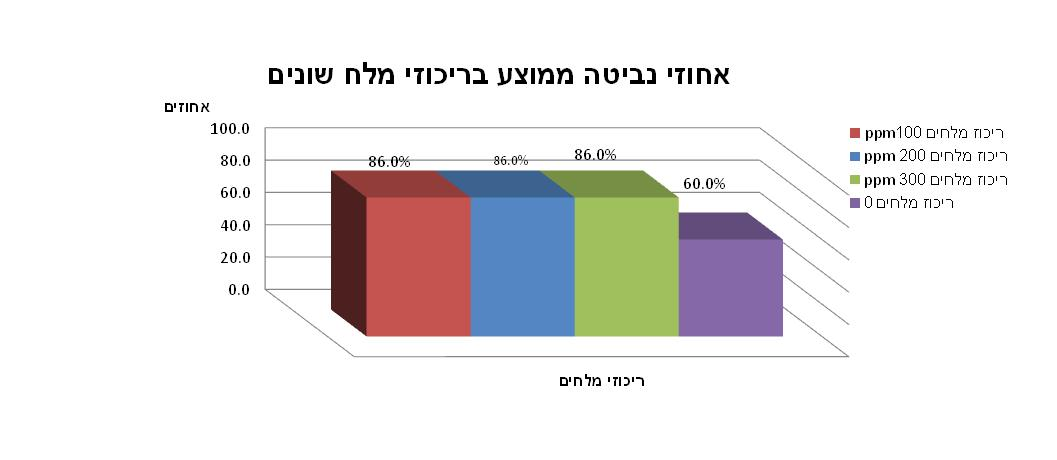 אחוזי נביטה ממוצע בריכוזי מלח שונים
אחוזים
100.0
80.0
60.0
40.0
20.0
0.0
86.0%
86.0%
86.0%
60.0%
ריכוזי מלחים
ריכוז מלחים 100ppm
ריכוז מלחים 200 ppm
ריכוז מלחים 300 ppm
ריכוז מלחים 0